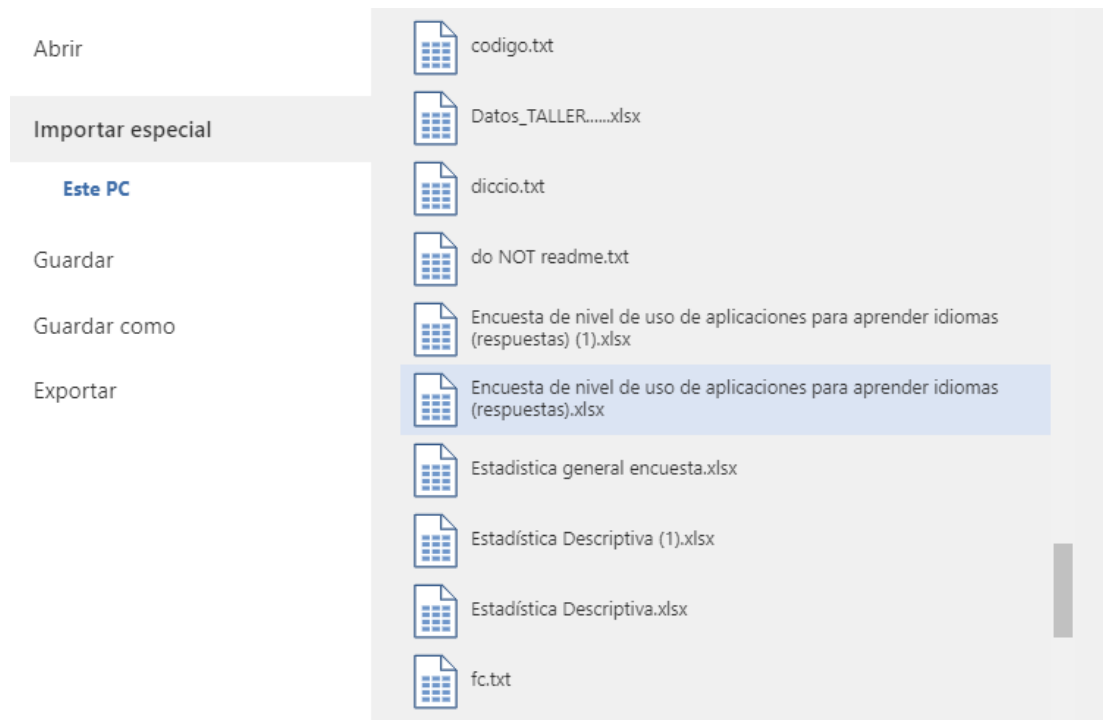 Abrir
Importar especial
Este PC
Guardar
Guardar como
Exportar
codigo.txt
Datos_TALLER......xlsx
diccio.txt
do NOT readme.txt
Encuesta de nivel de uso de aplicaciones para aprender idiomas
(respuestas) (1).xlsx
Encuesta de nivel de uso de aplicaciones para aprender idiomas
(respuestas).xlsx
Estadistica general encuesta.xlsx
Estadística Descriptiva (1).xlsx
Estadística Descriptiva.xlsx
fc.txt